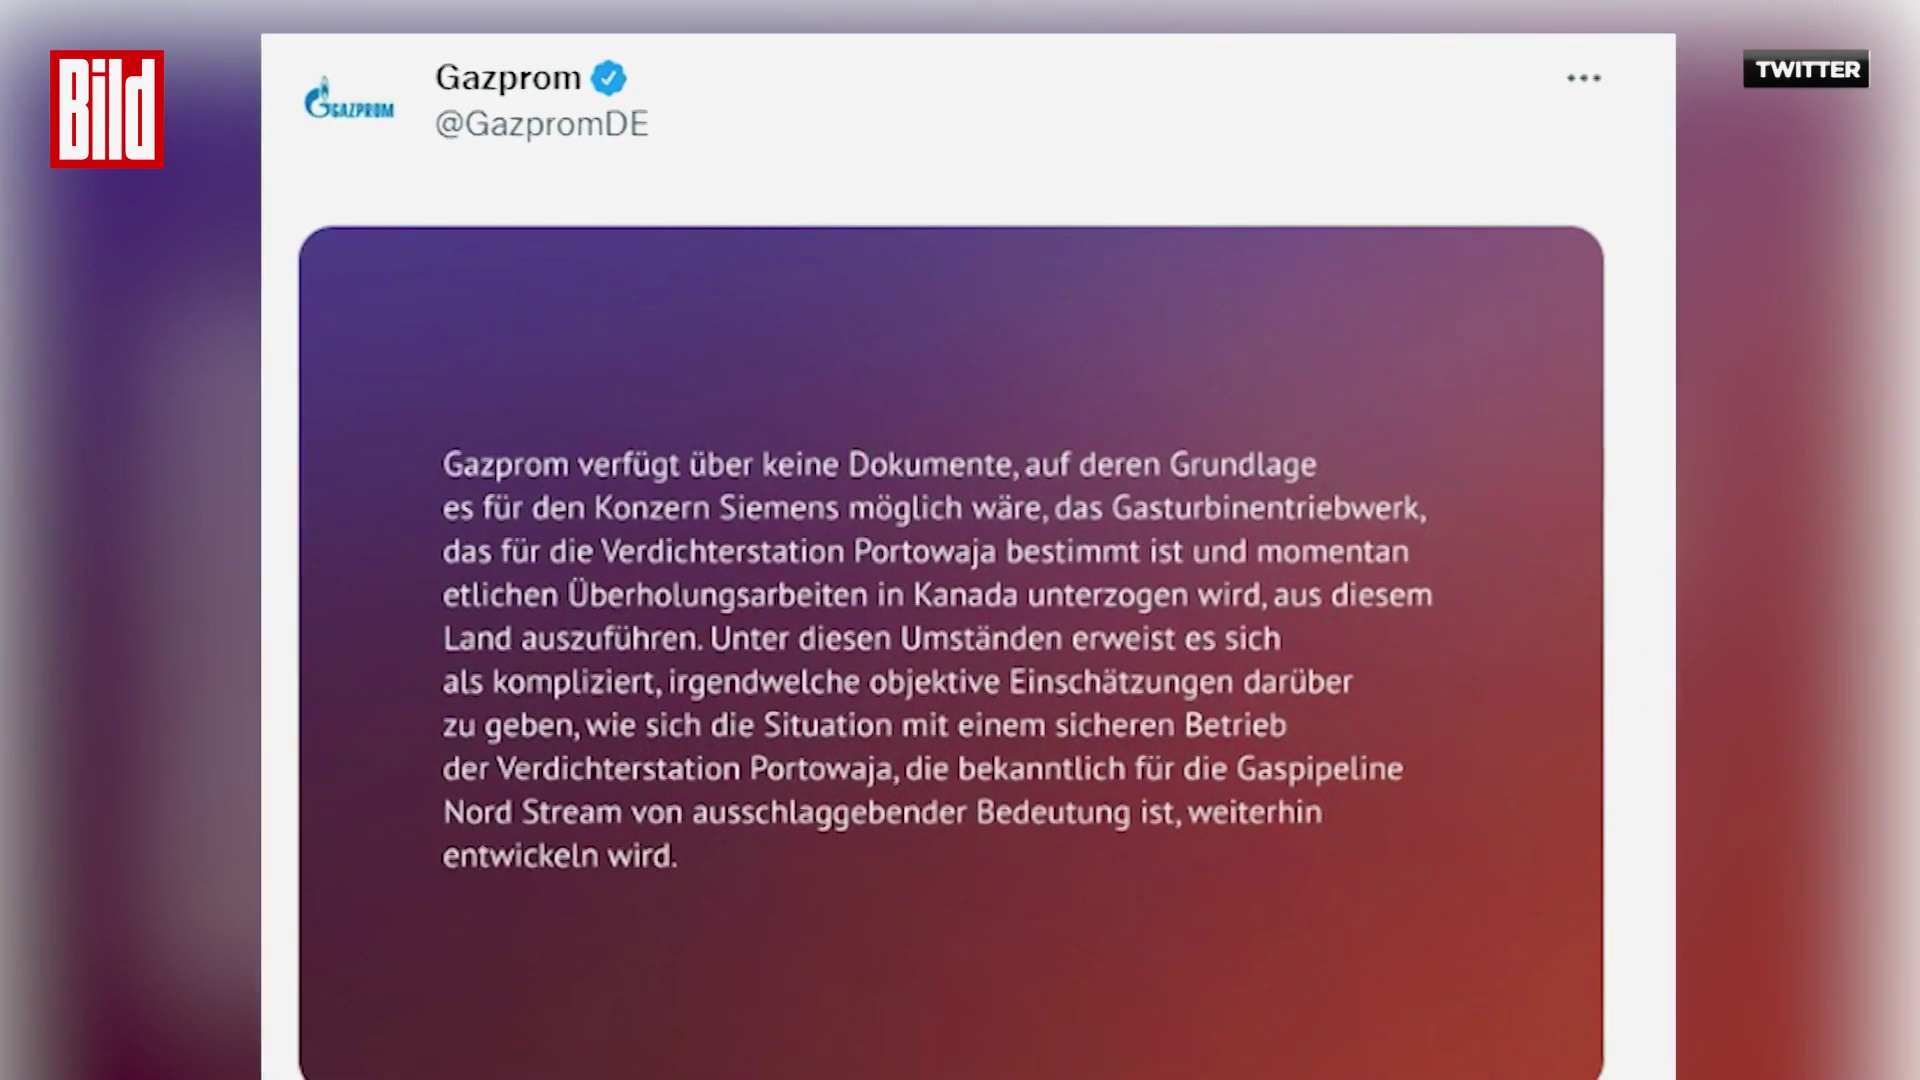 Bild
GAZPROM
Gazprom
@GazpromDE
TWITTER
Gazprom verfügt über keine Dokumente, auf deren Grundlage
es für den Konzern Siemens möglich wäre, das Gasturbinentriebwerk,
das für die Verdichterstation Portowaja bestimmt ist und momentan
etlichen Überholungsarbeiten in Kanada unterzogen wird, aus diesem
Land auszuführen. Unter diesen Umständen erweist es sich
als kompliziert, irgendwelche objektive Einschätzungen darüber
zu geben, wie sich die Situation mit einem sicheren Betrieb
der Verdichterstation Portowaja, die bekanntlich für die Gaspipeline
Nord Stream von ausschlaggebender Bedeutung ist, weiterhin
entwickeln wird.